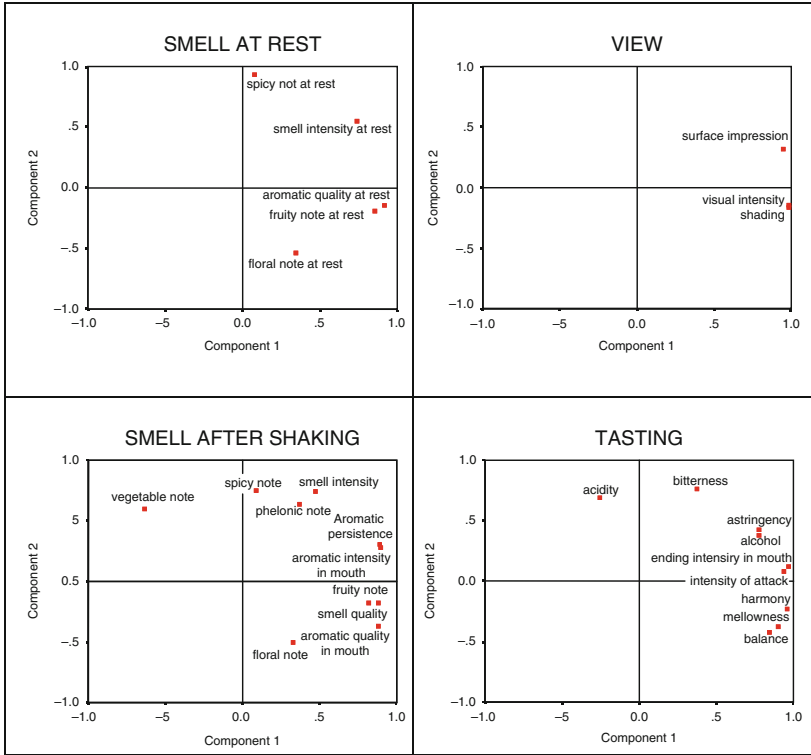 SMELL AT REST
1.0
spicy not at rest
.5
smell intensity at rest
0.0
aromatic quality at rest
fruity note at rest
–.5
floral note at rest
–1.0
–1.0
–5
0.0
.5
1.0
Component 1
Component 2
VIEW
1.0
.5
surface impression
0.0
visual intensity
shading
–.5
–1.0
–1.0
–5
0.0
.5
1.0
Component 1
Component 2
SMELL AFTER SHAKING
1.0
spicy note
smell intensity
vegetable note
phelonic note
5
Aromatic
persistence
aromatic intensity
in mouth
0.5
fruity note
smell quality
–.5
aromatic quality
floral note
in mouth
–1.0
–1.0
–.5
0.0
.5
1.0
Component 1
Component 2
TASTING
1.0
bitterness
acidity
0.5
astringency
alcohol
ending intensiry in mouth
0.0
intensity of attack
harmony
mellowness
–.5
balance
–1.0
–1.0
–.5
0.0
.5
1.0
Component 1
Component 2